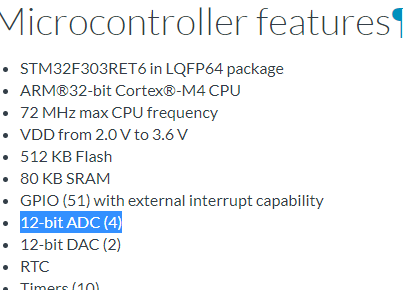 Microcontroller features¶
STM32F303RET6 in LQFP64 package
ARM®32-bit Cortex®-M4 CPU
72 MHz max CPU frequency
VDD from 2.0 V to 3.6 V
512 KB Flash
80 KB SRAM
GPIO (51) with external interrupt capability
12-bit ADC (4)
12-bit DAC (2)
RTC
Timers (10)